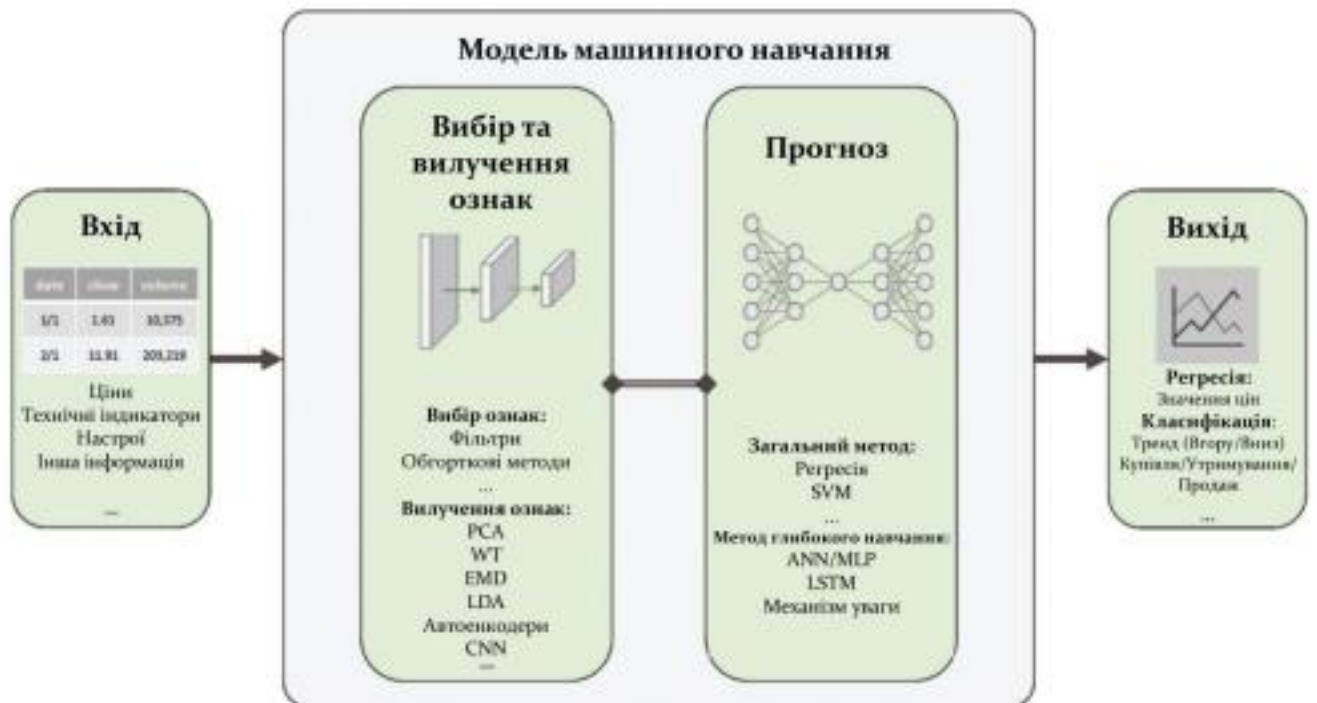 Модель машинного навчання
Вхід
date close volume
1/1 1.61 10,375
2/1 11.91 203,219
Ціни
Технічні індикатори
Настрої
Інша інформація
...
Вибір та
вилучення
ознак
Вибір ознак:
Фільтри
Обгорткові методи
...
Вилучення ознак:
PCA
WT
EMD
LDA
Автоенкодери
CNN
...
Прогноз
Загальний метод:
Регресія
SVM
...
Метод глибокого навчання:
ANN/MLP
LSTM
Механізм уваги
Вихід
Регресія:
Значення цін
Класифікація:
Тренд (Вгору/Вниз)
Купівля/Утримування/
Продаж
...